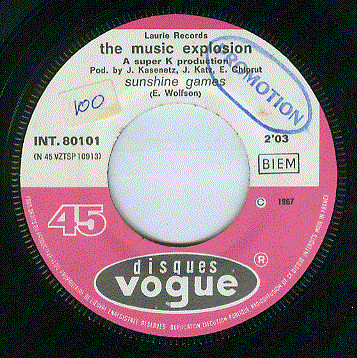 Laurie Records
the music explosion
A super K production
Pod. by J. Kasenetz, J. Katz, E. Chiprut
sunshine games
(E. Wolfson)
PROMOTION
100
INT. 80101
(N 45 VZTSP 10913)
2'03
BIEM
45
© 1967
disques
vogue ®